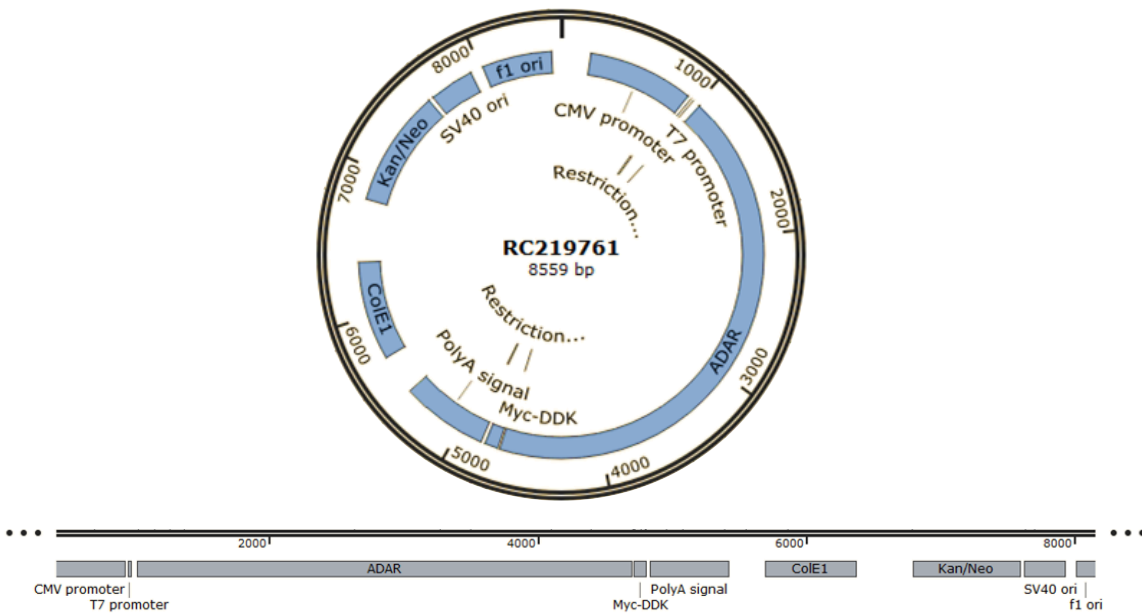 8000
f1 ori
1000
SV40 ori
CMV promoter
T7 promoter
Kan/Neo
7000
Restriction...
2000
RC219761
8559 bp
ColE1
6000
Restriction...
PolyA signal
ADAR
3000
Myc-DDK
5000
4000
... ...
2000 4000 6000 8000
ADAR ColE1 Kan/Neo
CMV promoter PolyA signal SV40 ori
T7 promoter Myc-DDK f1 ori